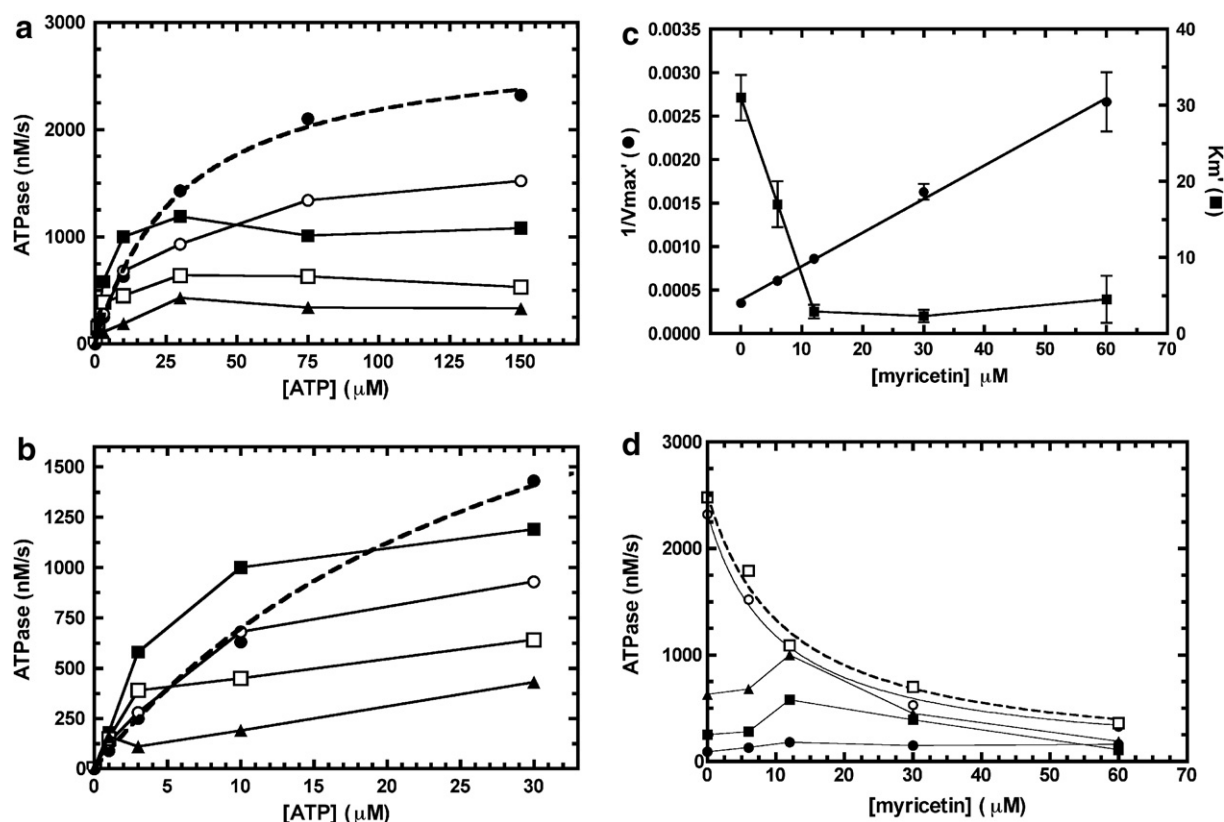 a
3000
2000
1000
0
ATPase (nM/s)
0 25 50 75 100 125 150
[ATP] (μM)
b
1500
1250
1000
750
500
250
0
ATPase (nM/s)
0 5 10 15 20 25 30
[ATP] (μM)
c
0.0035
0.0030
0.0025
0.0020
0.0015
0.0010
0.0005
0.0000
1/Vmax' (●)
40
30
20
10
0
Km' (■)
0 10 20 30 40 50 60 70
[myricetin] μM
d
3000
2000
1000
0
ATPase (nM/s)
0 10 20 30 40 50 60 70
[myricetin] (μM)